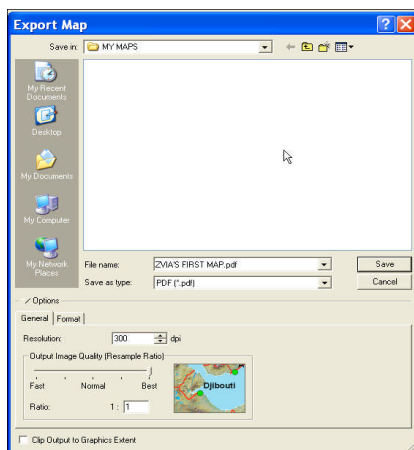 Export Map
Save in: MY MAPS
My Recent
Documents
Desktop
My Documents
My Computer
My Network
Places
File name: ZVIA'S FIRST MAP.pdf Save
Save as type: PDF (*.pdf) Cancel
Options
General Format
Resolution: 300 dpi
Output Image Quality (Resample Ratio)
Fast Normal Best
Djibouti
Ratio: 1 : 1
Clip Output to Graphics Extent